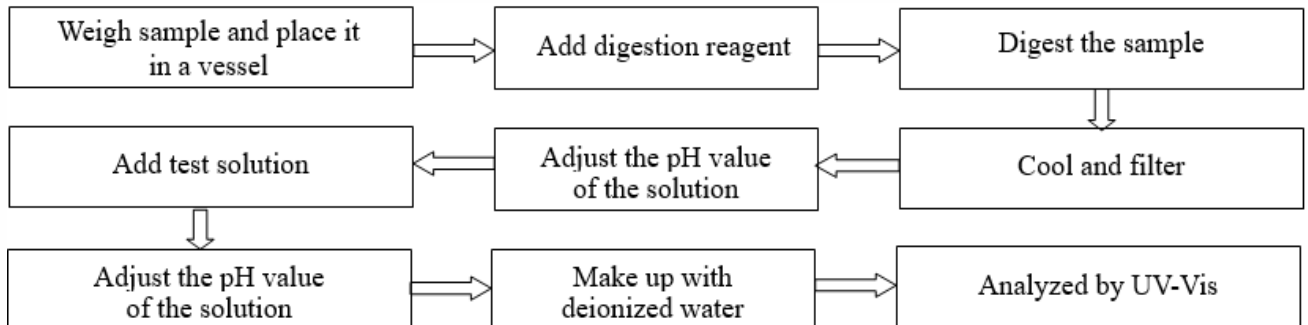 Weigh sample and place it
in a vessel
Add digestion reagent
Digest the sample
Cool and filter
Adjust the pH value
of the solution
Add test solution
Adjust the pH value
of the solution
Make up with
deionized water
Analyzed by UV-Vis